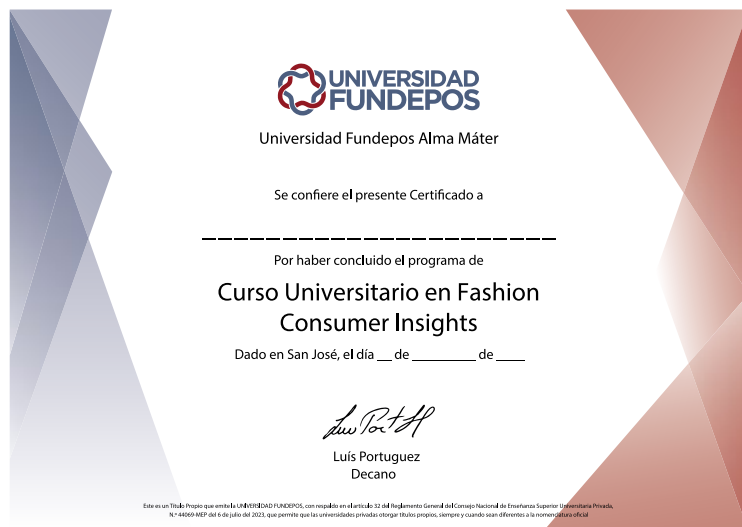 UNIVERSIDAD
FUNDEPOS
Universidad Fundepos Alma Máter
Se confiere el presente Certificado a
_______________________
Por haber concluido el programa de
Curso Universitario en Fashion
Consumer Insights
Dado en San José, el día __ de _________ de ____
Luís Portuguez
Decano
Este es un Título Propio que emite la UNIVERSIDAD FUNDEPOS, con respaldo en el artículo 32 del Reglamento General del Consejo Nacional de Enseñanza Superior Universitaria Privada,
N.º 44069-MEP del 6 de julio del 2023, que permite que las universidades privadas otorgar títulos propios, siempre y cuando sean diferentes a la nomenclatura oficial